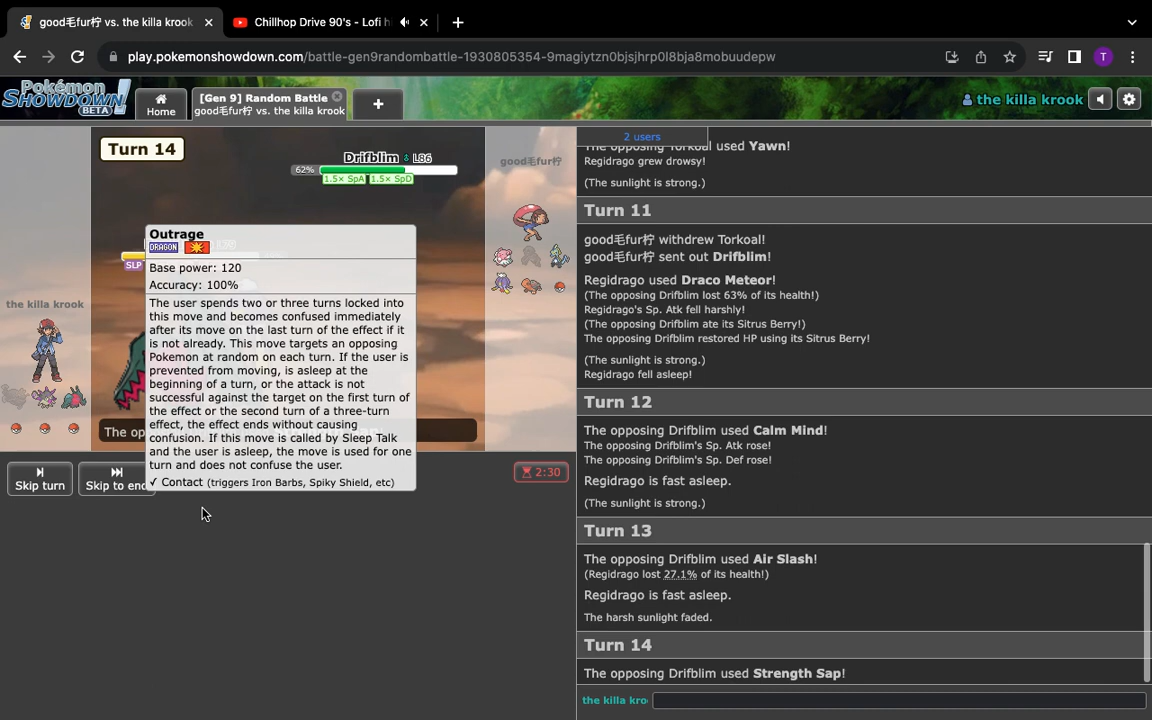 good毛fur柠 vs. the killa krook
Chillhop Drive 90's - Lofi h
play.pokemonshowdown.com/battle-gen9randombattle-1930805354-9magiytzn0bjsjhrp0l8bja8mobuudepw
T
Pokémon
SHOWDOWN!
BETA
Home
[Gen 9] Random Battle
good毛fur柠 vs. the killa krook
the killa krook
2 users
Turn 14
Drifblim L86
62%
1.5× SpA 1.5× SpD
good毛fur柠
the killa krook
SLP
Outrage
DRAGON
Base power: 120
Accuracy: 100%
The user spends two or three turns locked into
this move and becomes confused immediately
after its move on the last turn of the effect if it
is not already. This move targets an opposing
Pokemon at random on each turn. If the user is
prevented from moving, is asleep at the
beginning of a turn, or the attack is not
successful against the target on the first turn of
the effect or the second turn of a three-turn
effect, the effect ends without causing
confusion. If this move is called by Sleep Talk
and the user is asleep, the move is used for one
turn and does not confuse the user.
✓ Contact (triggers Iron Barbs, Spiky Shield, etc)
The op
Skip turn
Skip to end
2:30
The opposing Torkoal used Yawn!
Regidrago grew drowsy!
(The sunlight is strong.)
Turn 11
good毛fur柠 withdrew Torkoal!
good毛fur柠 sent out Drifblim!
Regidrago used Draco Meteor!
(The opposing Drifblim lost 63% of its health!)
Regidrago's Sp. Atk fell harshly!
(The opposing Drifblim ate its Sitrus Berry!)
The opposing Drifblim restored HP using its Sitrus Berry!
(The sunlight is strong.)
Regidrago fell asleep!
Turn 12
The opposing Drifblim used Calm Mind!
The opposing Drifblim's Sp. Atk rose!
The opposing Drifblim's Sp. Def rose!
Regidrago is fast asleep.
(The sunlight is strong.)
Turn 13
The opposing Drifblim used Air Slash!
(Regidrago lost 27.1% of its health!)
Regidrago is fast asleep.
The harsh sunlight faded.
Turn 14
The opposing Drifblim used Strength Sap!
the killa kro